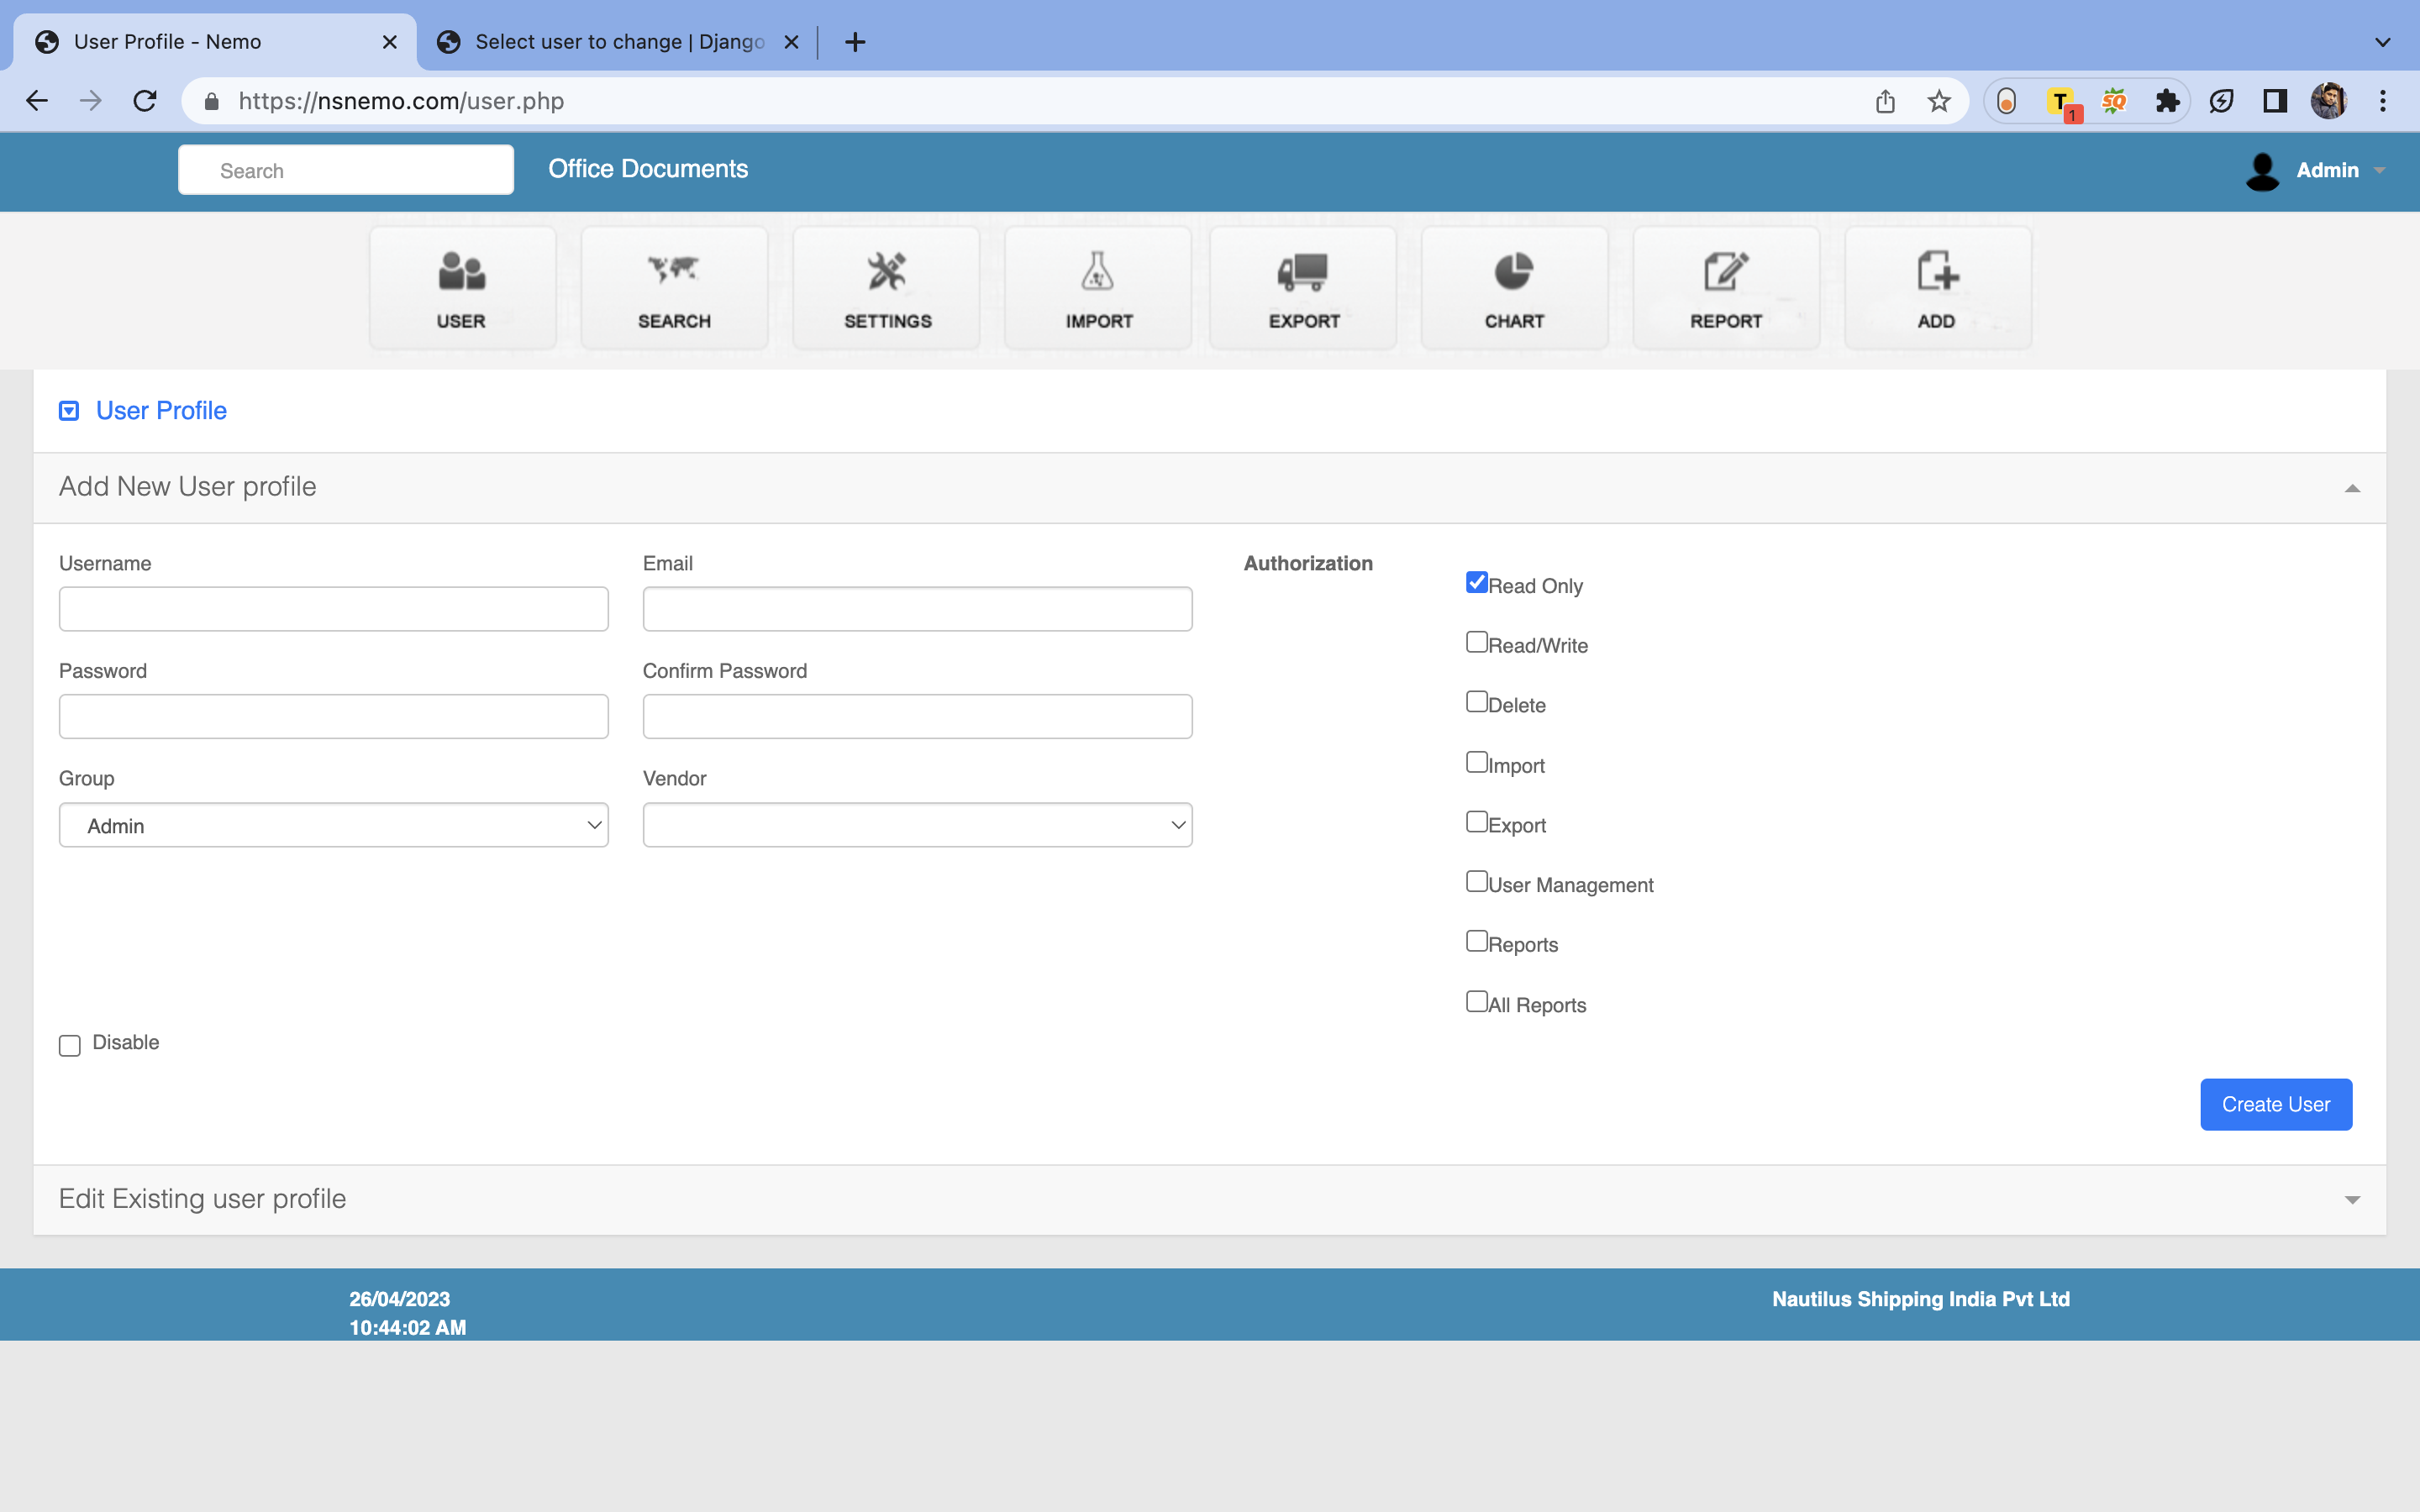 User Profile - Nemo
Select user to change | Django
https://nsnemo.com/user.php
T
1
SQ
Search
Office Documents
Admin
USER
SEARCH
SETTINGS
IMPORT
EXPORT
CHART
REPORT
ADD
User Profile
Add New User profile
Username
Email
Authorization
Read Only
Read/Write
Password
Confirm Password
Delete
Group
Vendor
Import
Admin
Export
User Management
Reports
All Reports
Disable
Create User
Edit Existing user profile
26/04/2023
Nautilus Shipping India Pvt Ltd
10:44:02 AM